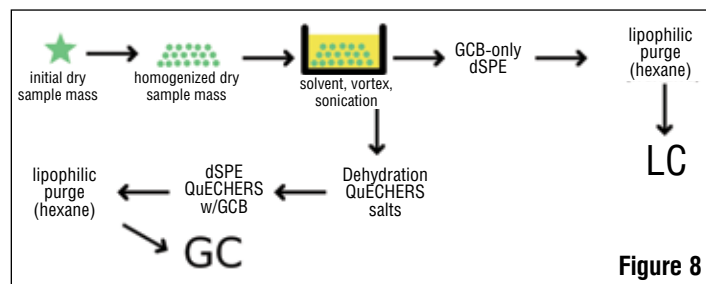 initial dry
sample mass
homogenized dry
sample mass
solvent, vortex,
sonication
GCB-only
dSPE
lipophilic
purge
(hexane)
LC
Dehydration
QuECHERS
salts
dSPE
QuECHERS
w/GCB
lipophilic
purge
(hexane)
GC
Figure 8